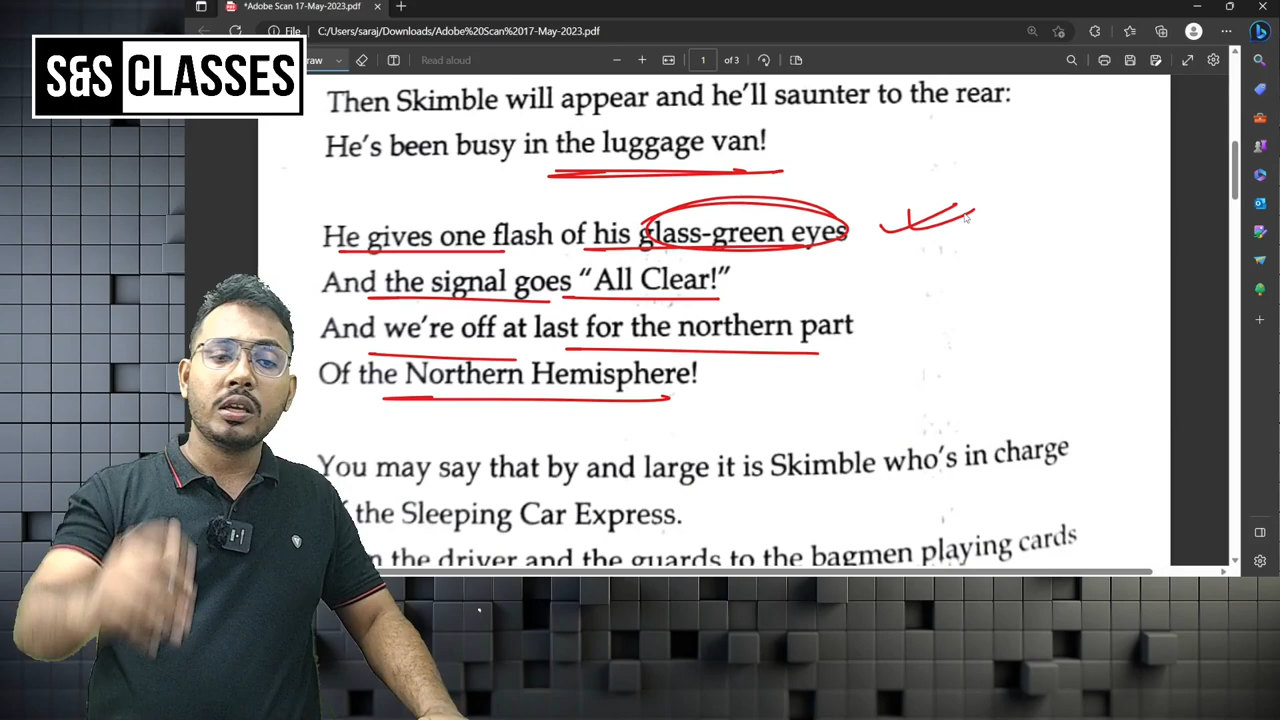 *Adobe Scan 17-May-2023.pdf
File
C:/Users/saraj/Downloads/Adobe%20Scan%2017-May-2023.pdf
S&S CLASSES
raw
Read aloud
1
of 3
Then Skimble will appear and he'll saunter to the rear:
He's been busy in the luggage van!
He gives one flash of his glass-green eyes
And the signal goes “All Clear!”
And we're off at last for the northern part
Of the Northern Hemisphere!
You may say that by and large it is Skimble who's in charge
the Sleeping Car Express.
the driver and the guards to the bagmen playing cards